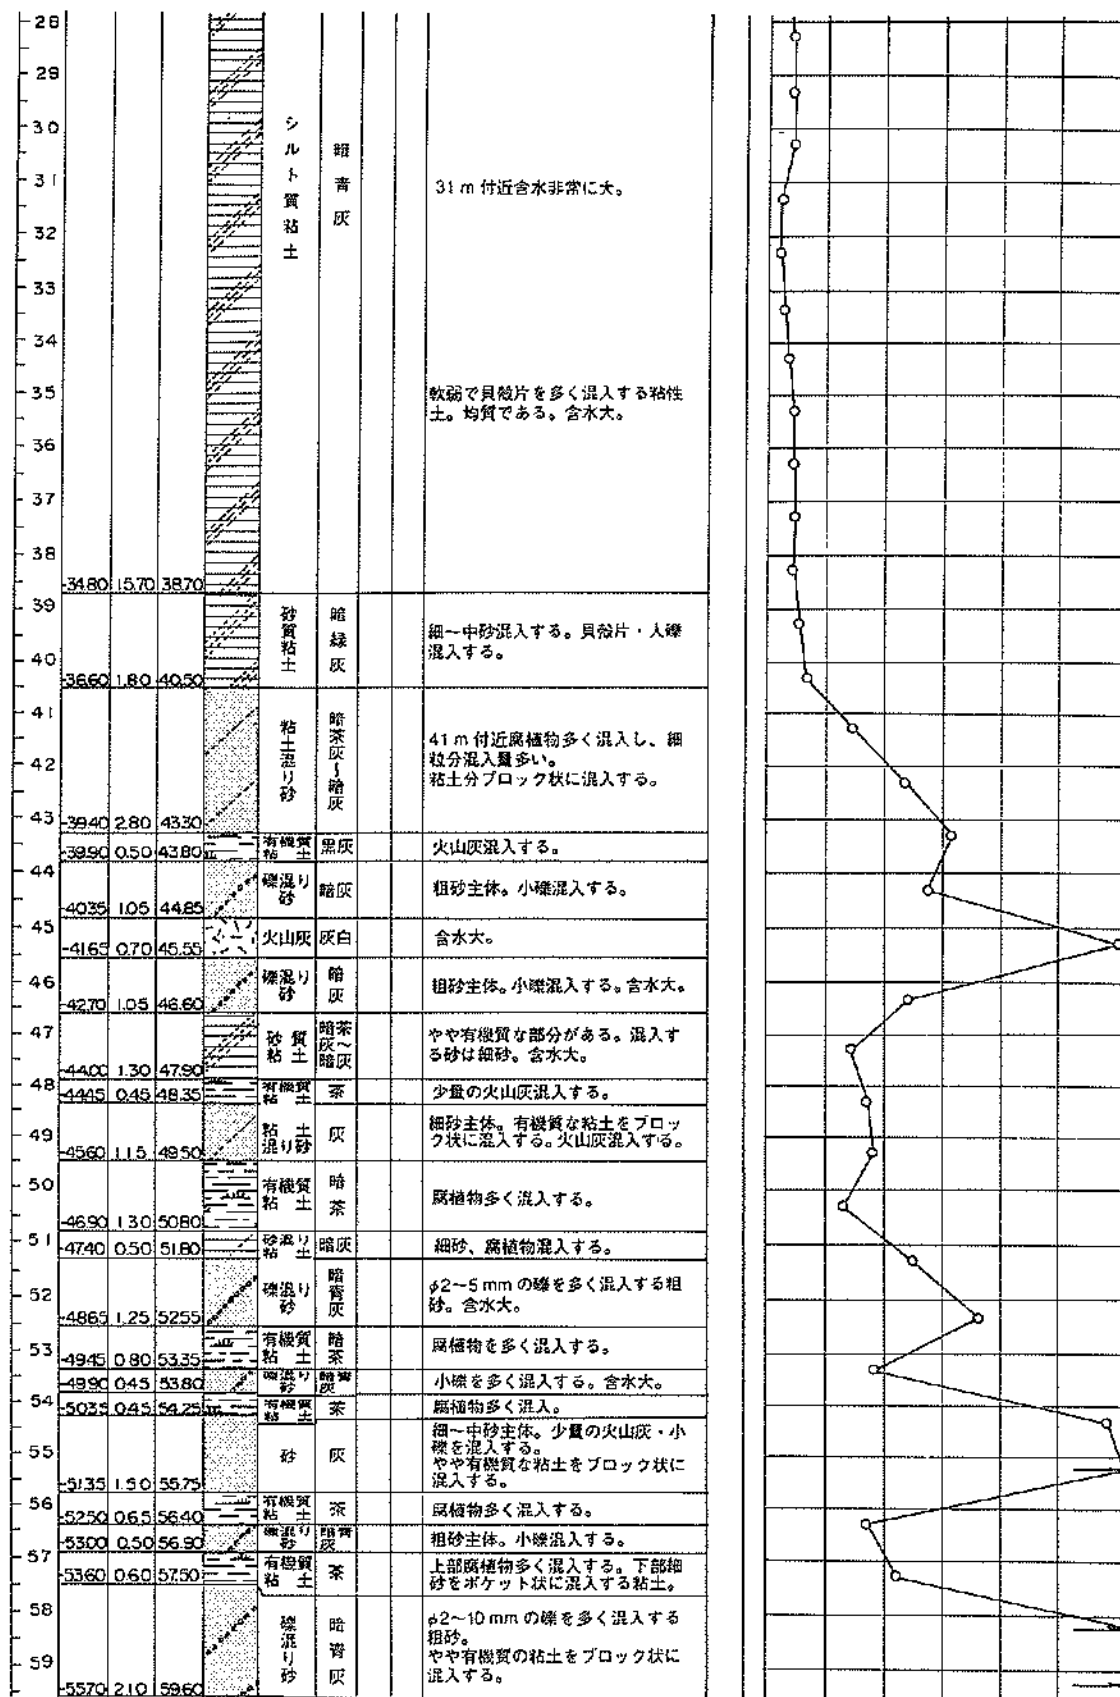 28
29
30
31
32
33
34
35
36
37
38
-34.80 15.70 38.70
シルト質粘土
暗青灰
31 m 付近含水非常に大。
軟弱で貝殻片を多く混入する粘性
土。均質である。含水大。
39
40
-36.60 1.80 40.50
砂質粘土
暗緑灰
細〜中砂混入する。貝殻片・人礫
混入する。
41
42
43
-39.40 2.80 43.30
粘土混り砂
暗茶灰〜暗灰
41 m 付近腐植物多く混入し、細
粒分混入量多い。
粘土分ブロック状に混入する。
-39.90 0.50 43.80
有機質
粘土
黒灰
火山灰混入する。
44
-40.35 1.05 44.85
礫混り
砂
暗灰
粗砂主体。小礫混入する。
45
-41.65 0.70 45.55
火山灰
灰白
含水大。
46
-42.70 1.05 46.60
礫混り
砂
暗
灰
粗砂主体。小礫混入する。含水大。
47
-44.00 1.30 47.90
砂質
粘土
暗茶
灰〜
暗灰
やや有機質な部分がある。混入す
る砂は細砂。含水大。
48
-44.45 0.45 48.35
有機質
粘土
茶
少量の火山灰混入する。
49
-45.60 1.15 49.50
粘土
混り砂
灰
細砂主体。有機質な粘土をブロッ
ク状に混入する。火山灰混入する。
50
-46.90 1.30 50.80
有機質
粘土
暗
茶
腐植物多く混入する。
51
-47.40 0.50 51.80
砂混り
粘土
暗灰
細砂、腐植物混入する。
52
-48.65 1.25 52.55
礫混り
砂
暗
青
灰
φ2〜5 mm の礫を多く混入する粗
砂。含水大。
53
-49.45 0.80 53.35
有機質
粘土
暗
茶
腐植物を多く混入する。
-49.90 0.45 53.80
礫混り
砂
暗青
灰
小礫を多く混入する。含水大。
54
-50.35 0.45 54.25
有機質
粘土
茶
腐植物多く混入。
55
-51.35 1.50 55.75
砂
灰
細〜中砂主体。少量の火山灰・小
礫を混入する。
やや有機質な粘土をブロック状に
混入する。
56
-52.50 0.65 56.40
有機質
粘土
茶
腐植物多く混入する。
-53.00 0.50 56.90
礫混り
砂
暗青
灰
粗砂主体。小礫混入する。
57
-53.60 0.60 57.50
有機質
粘土
茶
上部腐植物多く混入する。下部細
砂をポケット状に混入する粘土。
58
59
-55.70 2.10 59.60
礫混り砂
暗青灰
φ2〜10 mm の礫を多く混入する
粗砂。
やや有機質の粘土をブロック状に
混入する。